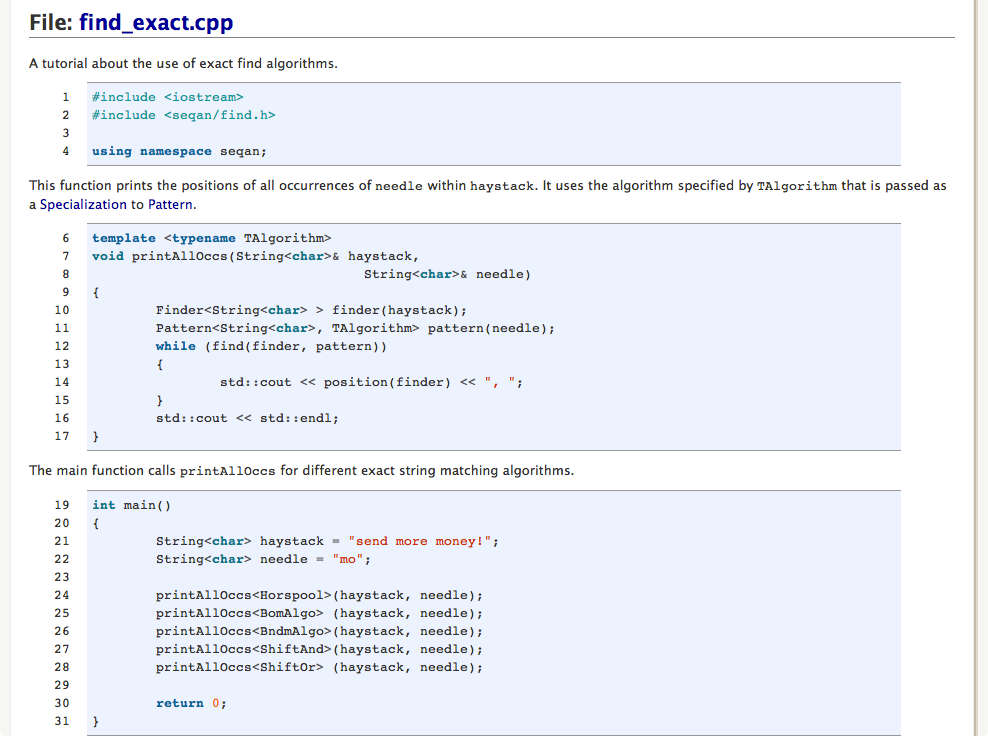 File: find_exact.cpp
A tutorial about the use of exact find algorithms.
1 #include <iostream>
2 #include <seqan/find.h>
3
4 using namespace seqan;
This function prints the positions of all occurrences of needle within haystack. It uses the algorithm specified by TAlgorithm that is passed as
a Specialization to Pattern.
6 template <typename TAlgorithm>
7 void printAllOccs(String<char>& haystack,
8 String<char>& needle)
9 {
10 Finder<String<char> > finder(haystack);
11 Pattern<String<char>, TAlgorithm> pattern(needle);
12 while (find(finder, pattern))
13 {
14 std::cout << position(finder) << ", ";
15 }
16 std::cout << std::endl;
17 }
The main function calls printAllOccs for different exact string matching algorithms.
19 int main()
20 {
21 String<char> haystack = "send more money!";
22 String<char> needle = "mo";
23
24 printAllOccs<Horspool>(haystack, needle);
25 printAllOccs<BomAlgo> (haystack, needle);
26 printAllOccs<BndmAlgo>(haystack, needle);
27 printAllOccs<ShiftAnd>(haystack, needle);
28 printAllOccs<ShiftOr> (haystack, needle);
29
30 return 0;
31 }